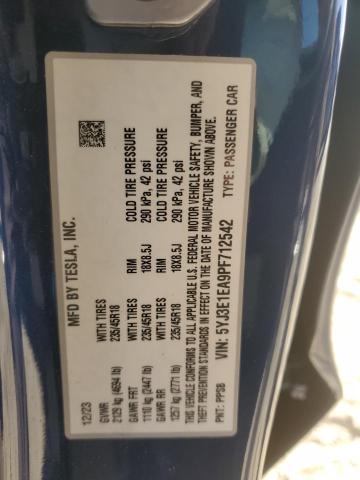 MFD BY TESLA, INC.
12/23
GVWR WITH TIRES RIM COLD TIRE PRESSURE
2129 kg (4694 lb) 235/45R18 18X8.5J 290 kPa, 42 psi
GAWR FRT WITH TIRES RIM COLD TIRE PRESSURE
1110 kg (2447 lb) 235/45R18 18X8.5J 290 kPa, 42 psi
GAWR RR
1257 kg (2771 lb) 235/45R18
THIS VEHICLE CONFORMS TO ALL APPLICABLE U.S. FEDERAL MOTOR VEHICLE SAFETY, BUMPER, AND
THEFT PREVENTION STANDARDS IN EFFECT ON THE DATE OF MANUFACTURE SHOWN ABOVE.
PNT: PPSB VIN: 5YJ3E1EA9PF712542 TYPE: PASSENGER CAR